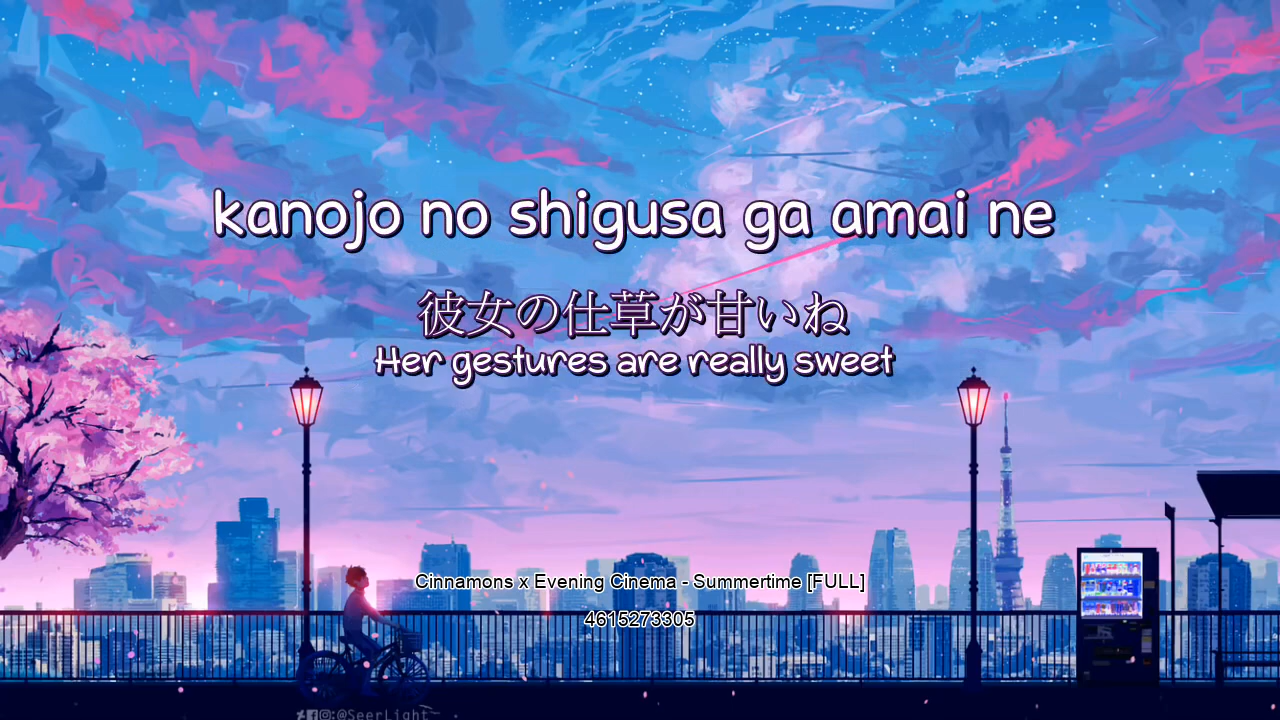 kanojo no shigusa ga amai ne
彼女の仕草が甘いね
Her gestures are really sweet
Cinnamons x Evening Cinema - Summertime [FULL]
4615273305
@SeerLight